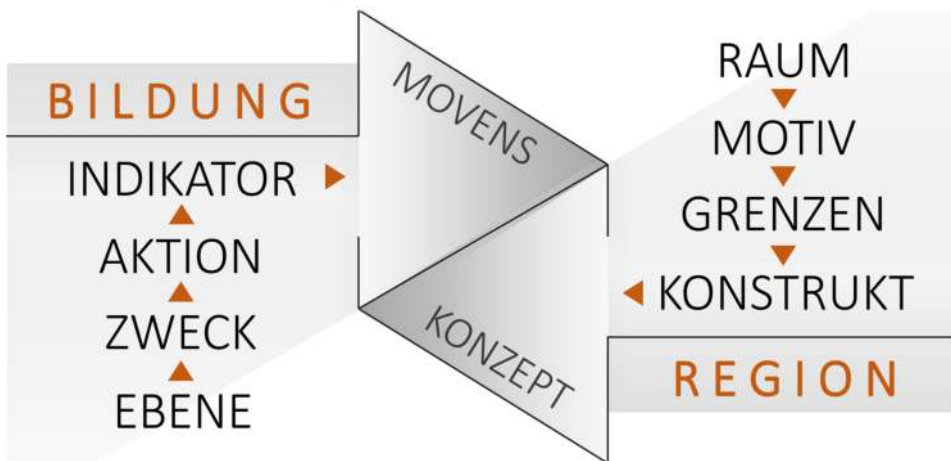 BILDUNG
INDIKATOR
AKTION
ZWECK
EBENE
MOVENS
KONZEPT
RAUM
MOTIV
GRENZEN
KONSTRUKT
REGION